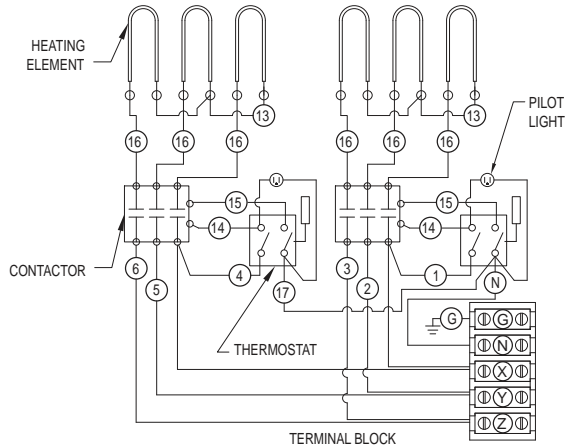 HEATING
ELEMENT
PILOT
LIGHT
13
13
16
16
16
16
16
16
W
W
15
15
14
14
CONTACTOR
6
5
4
17
3
2
1
N
THERMOSTAT
G
G
N
X
Y
Z
TERMINAL BLOCK